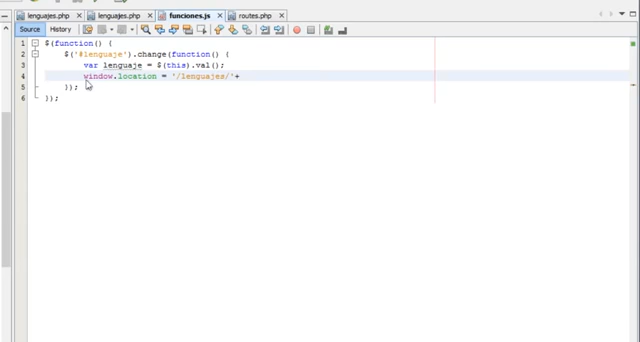 lenguajes.php lenguajes.php funciones.js routes.php
Source History
1 $(function() {
2 $('#lenguaje').change(function() {
3 var lenguaje = $(this).val();
4 window.location = '/lenguajes/'+
5 });
6 });